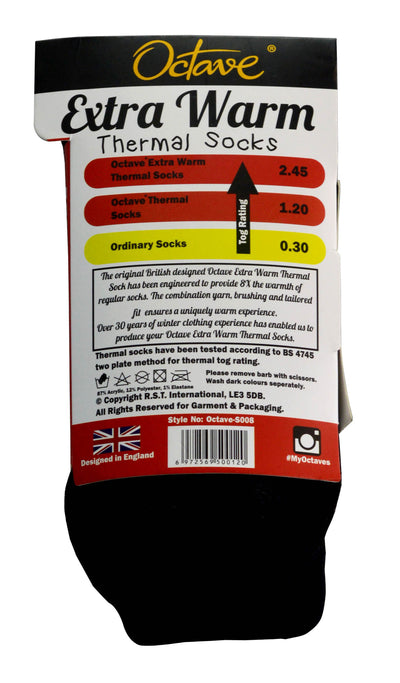 Octave®
Extra Warm
Thermal Socks
Octave® Extra Warm
Thermal Socks
2.45
Octave® Thermal
Socks
1.20
Ordinary Socks
0.30
Tog Rating
The original British designed Octave Extra Warm Thermal
Sock has been engineered to provide 8X the warmth of
regular socks. The combination yarn, brushing and tailored
fit ensures a uniquely warm experience.
Over 30 years of winter clothing experience has enabled us to
produce your Octave Extra Warm Thermal Socks.
Thermal socks have been tested according to BS 4745
two plate method for thermal tog rating.
Please remove barb with scissors.
Wash dark colours seperately.
87% Acrylic, 12% Polyester, 1% Elastane
© Copyright R.S.T. International, LE3 5DB.
All Rights Reserved for Garment & Packaging.
Style No: Octave-S008
6 972569 500120
Designed in England
#MyOctaves